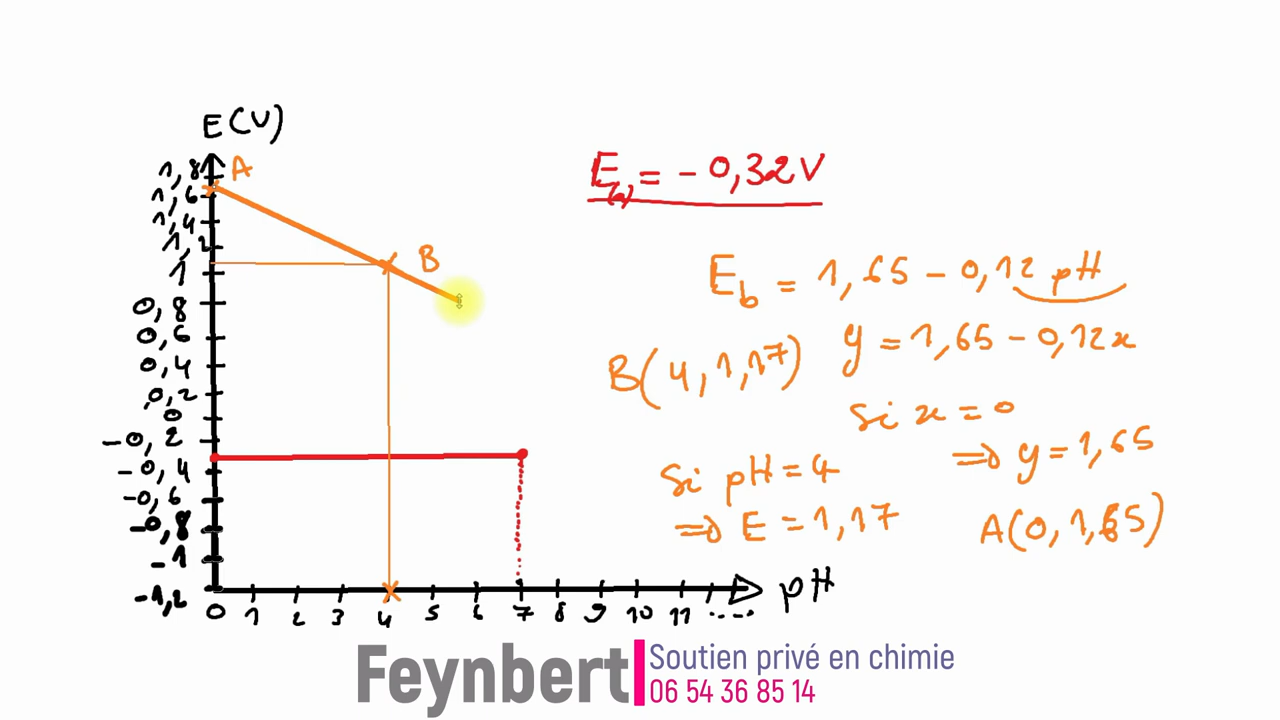 E(V)
1,8
A
1,6
1,4
1,2
B
1
0,8
0,6
0,4
0,2
0
-0,2
-0,4
-0,6
-0,8
-1
-1,2
0 1 2 3 4 5 6 7 8 9 10 11 .... pH
E(a) = - 0,32V
Eb = 1,65 - 0,12 pH
y = 1,65 - 0,12x
B(4,1,17)
si x = 0
⇒ y = 1,65
si pH = 4
⇒ E = 1,17
A(0,1,65)
Feynbert
Soutien privé en chimie
06 54 36 85 14